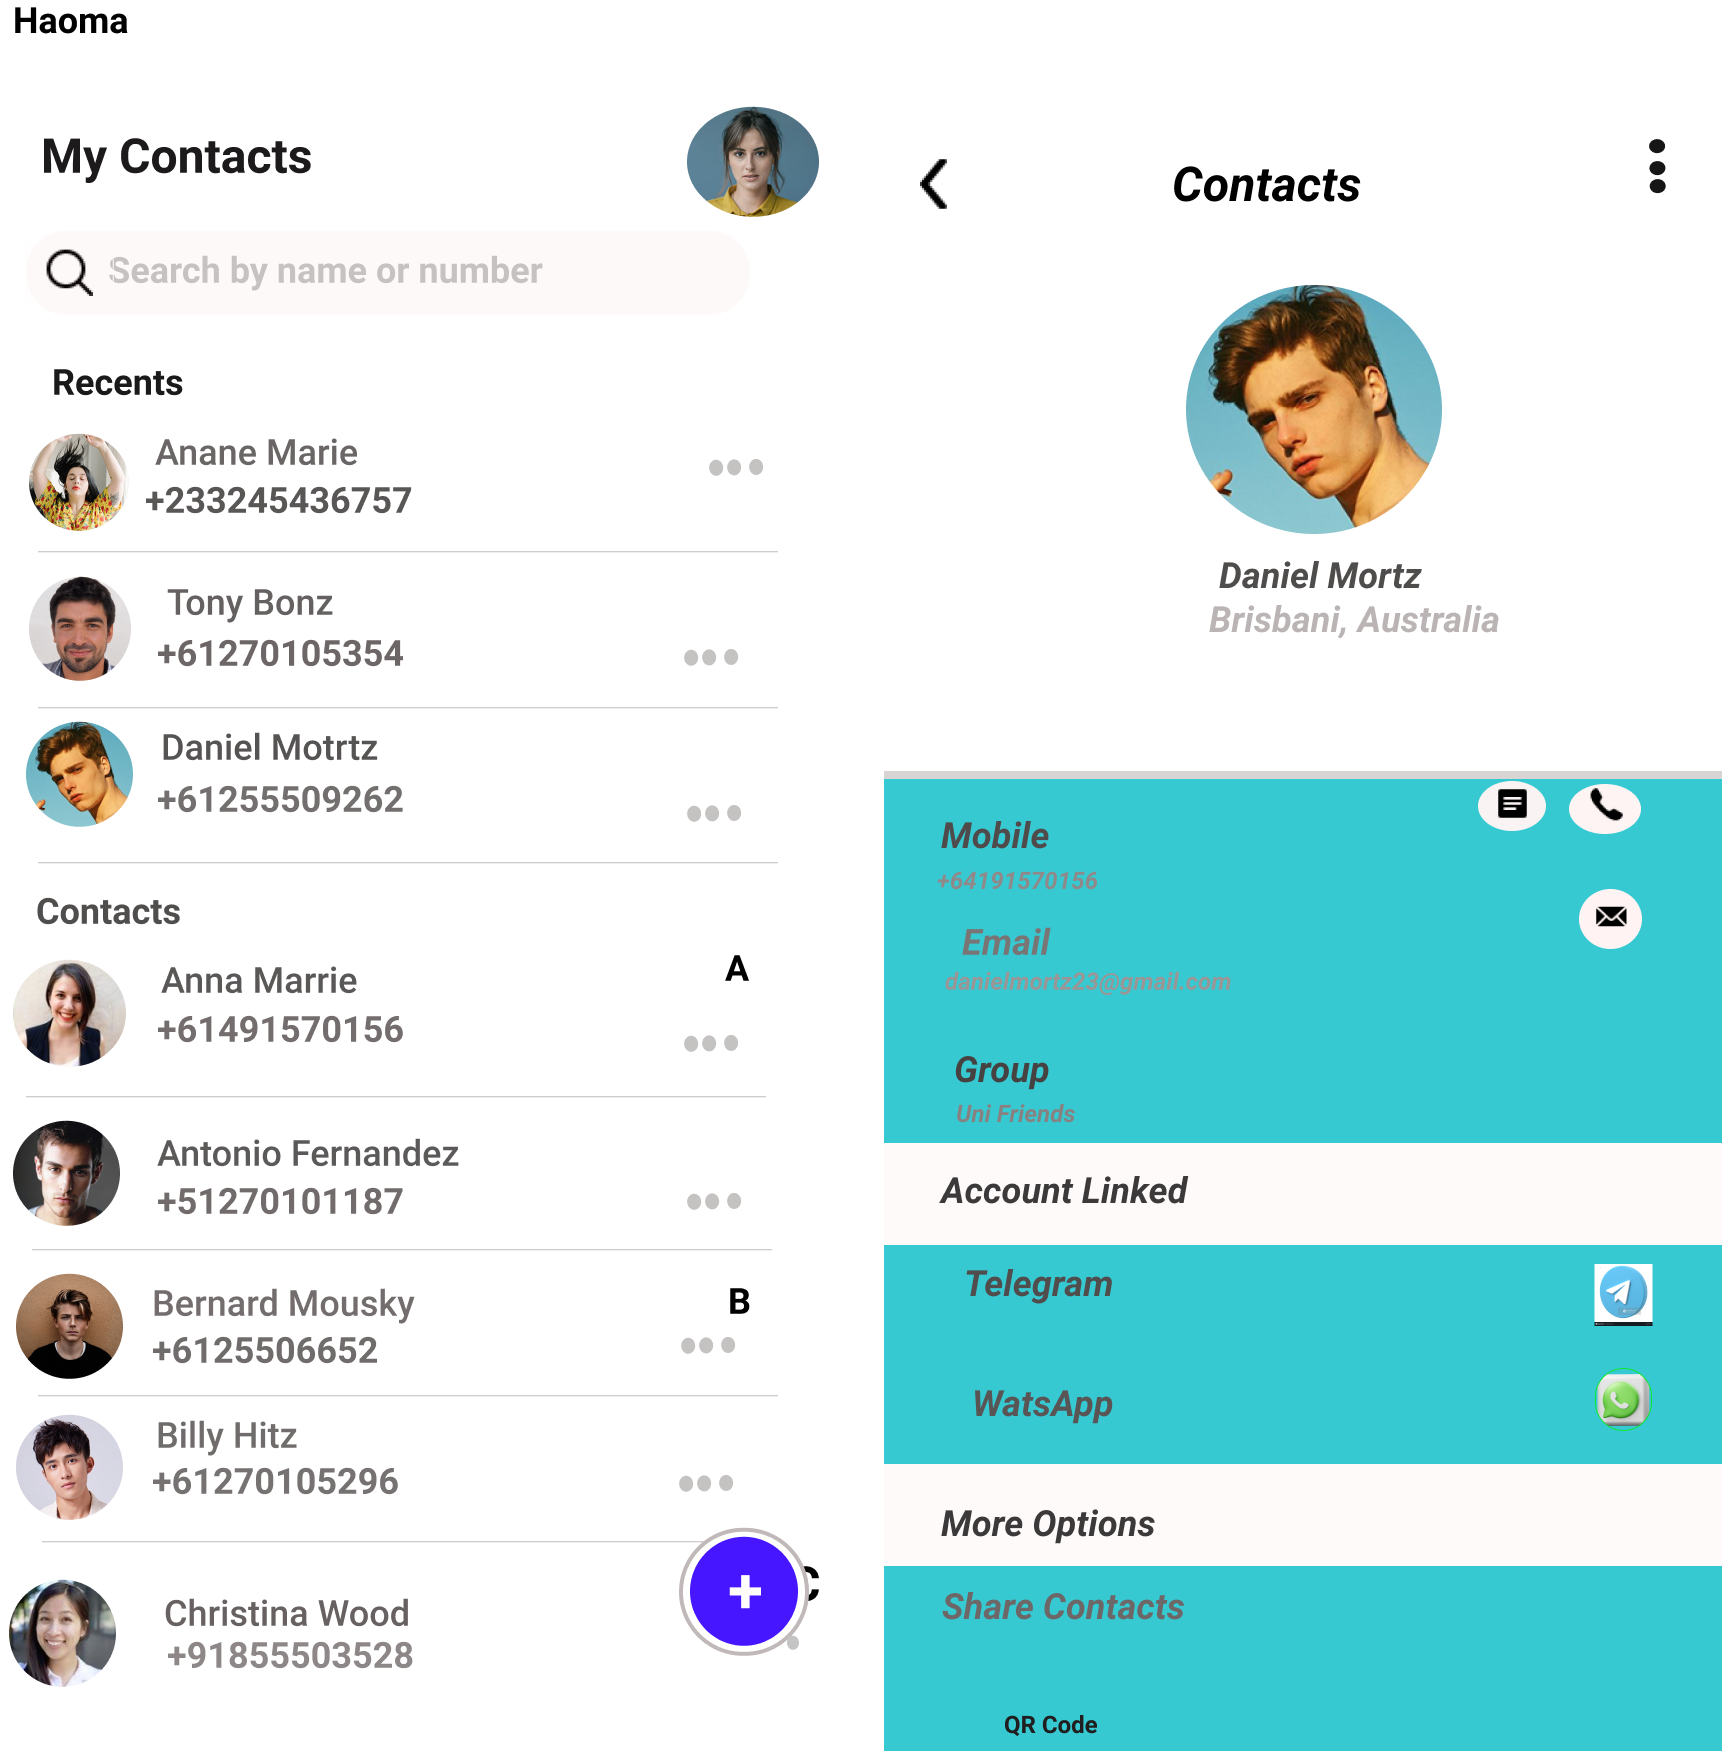 Haoma
My Contacts
Search by name or number
Recents
Anane Marie
+233245436757
Tony Bonz
+61270105354
Daniel Motrtz
+61255509262
Contacts
A
Anna Marrie
+61491570156
Antonio Fernandez
+51270101187
B
Bernard Mousky
+6125506652
Billy Hitz
+61270105296
C
Christina Wood
+91855503528
Contacts
Daniel Mortz
Brisbani, Australia
Mobile
+64191570156
Email
danielmortz23@gmail.com
Group
Uni Friends
Account Linked
Telegram
WatsApp
More Options
Share Contacts
QR Code